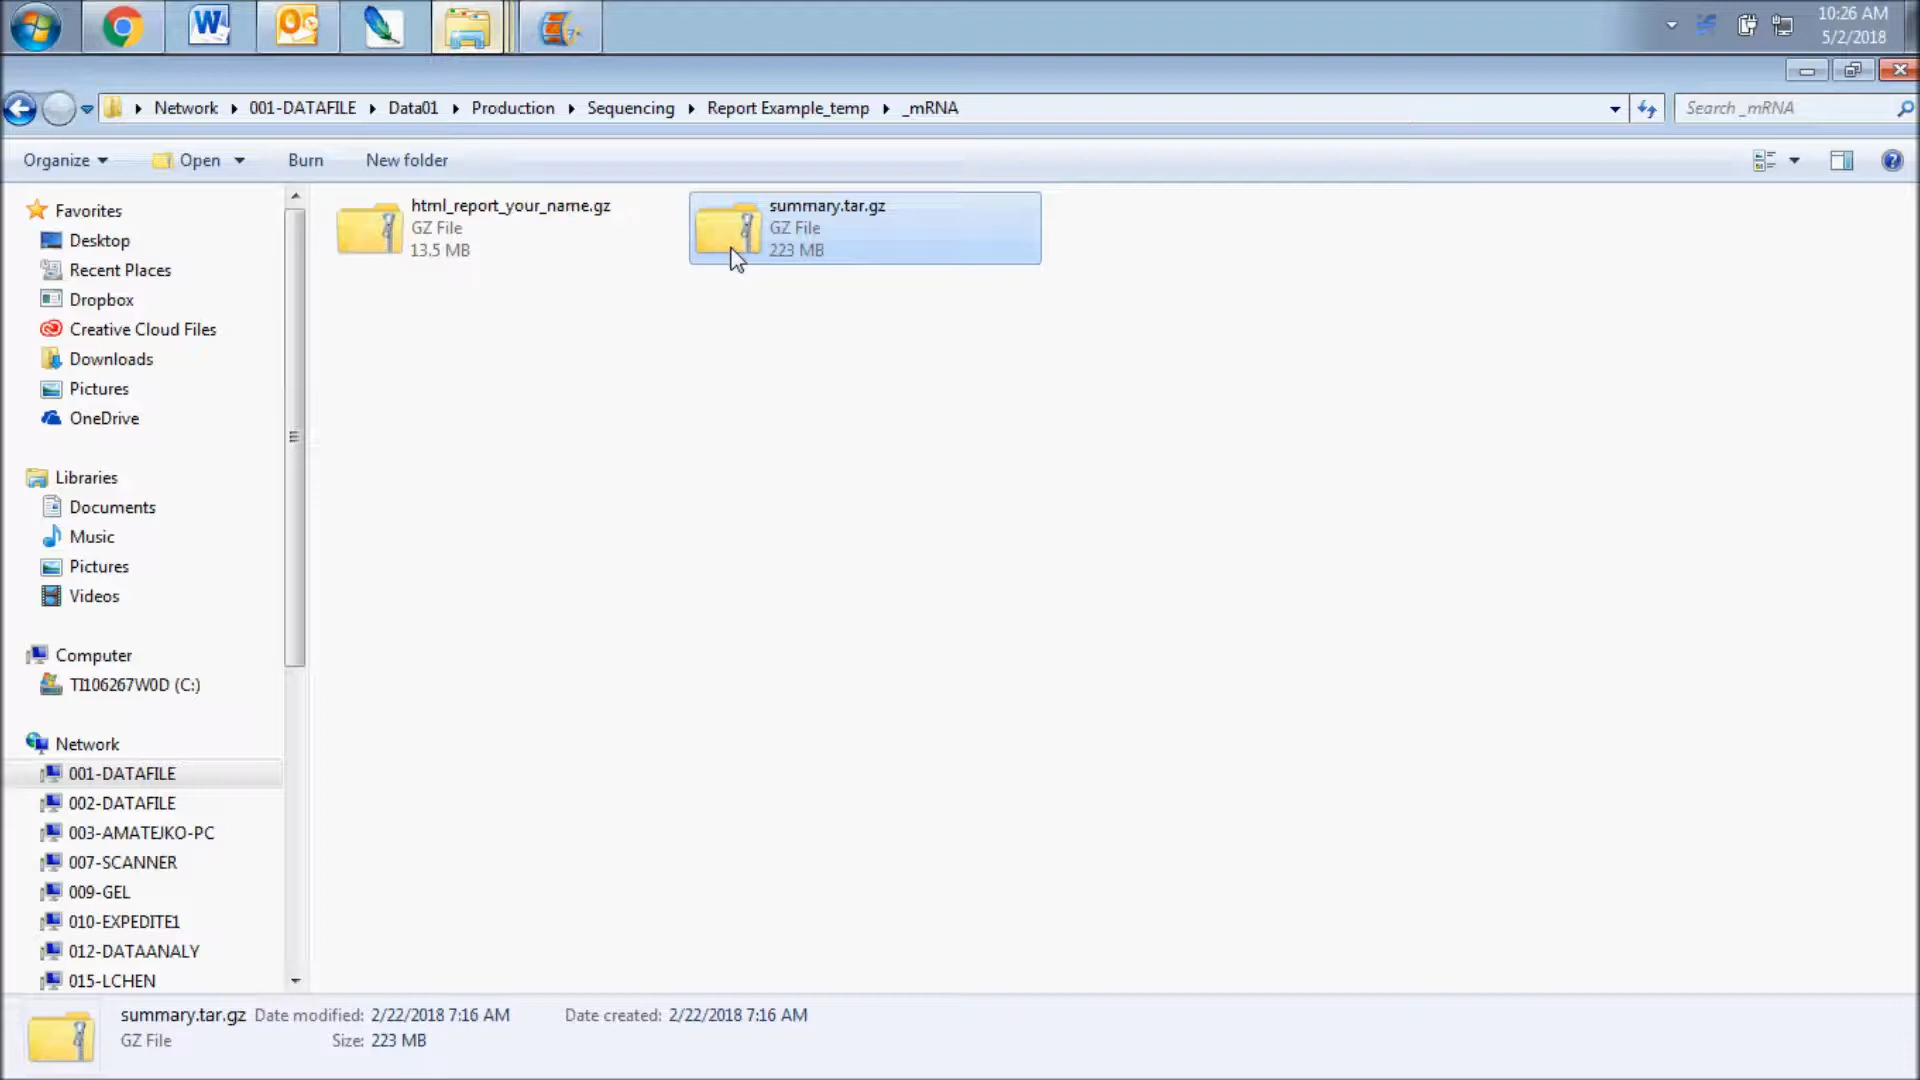 10:26 AM
5/2/2018
Network 001-DATAFILE Data01 Production Sequencing Report Example_temp _mRNA
Search _mRNA
Organize Open Burn New folder
Favorites
Desktop
Recent Places
Dropbox
Creative Cloud Files
Downloads
Pictures
OneDrive
Libraries
Documents
Music
Pictures
Videos
Computer
TI106267W0D (C:)
Network
001-DATAFILE
002-DATAFILE
003-AMATEJKO-PC
007-SCANNER
009-GEL
010-EXPEDITE1
012-DATAANALY
015-LCHEN
html_report_your_name.gz
GZ File
13.5 MB
summary.tar.gz
GZ File
223 MB
summary.tar.gz Date modified: 2/22/2018 7:16 AM Date created: 2/22/2018 7:16 AM
GZ File Size: 223 MB